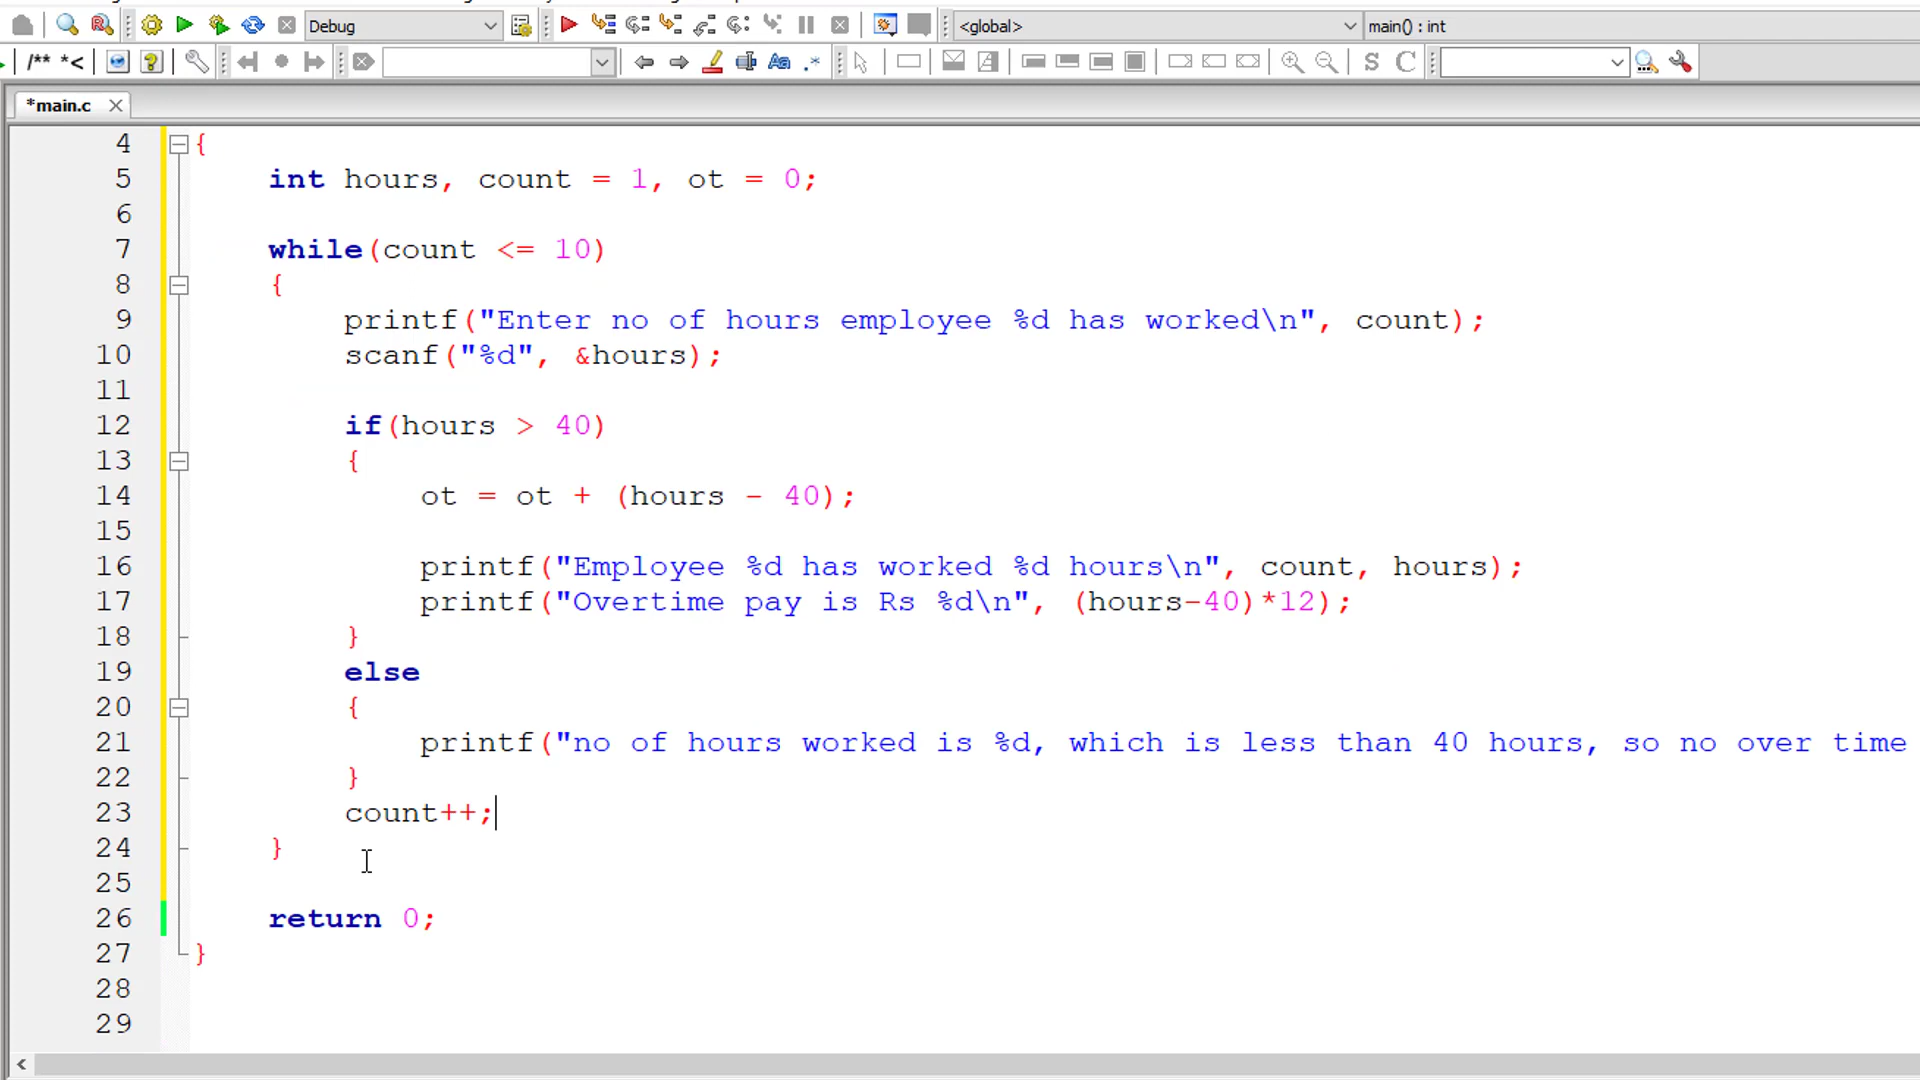 Debug
<global>
main() : int
/** *<
Aa
.*
S
C
*main.c
4 {
5 int hours, count = 1, ot = 0;
6
7 while(count <= 10)
8 {
9 printf("Enter no of hours employee %d has worked\n", count);
10 scanf("%d", &hours);
11
12 if(hours > 40)
13 {
14 ot = ot + (hours - 40);
15
16 printf("Employee %d has worked %d hours\n", count, hours);
17 printf("Overtime pay is Rs %d\n", (hours-40)*12);
18 }
19 else
20 {
21 printf("no of hours worked is %d, which is less than 40 hours, so no over time
22 }
23 count++;
24 }
25
26 return 0;
27 }
28
29